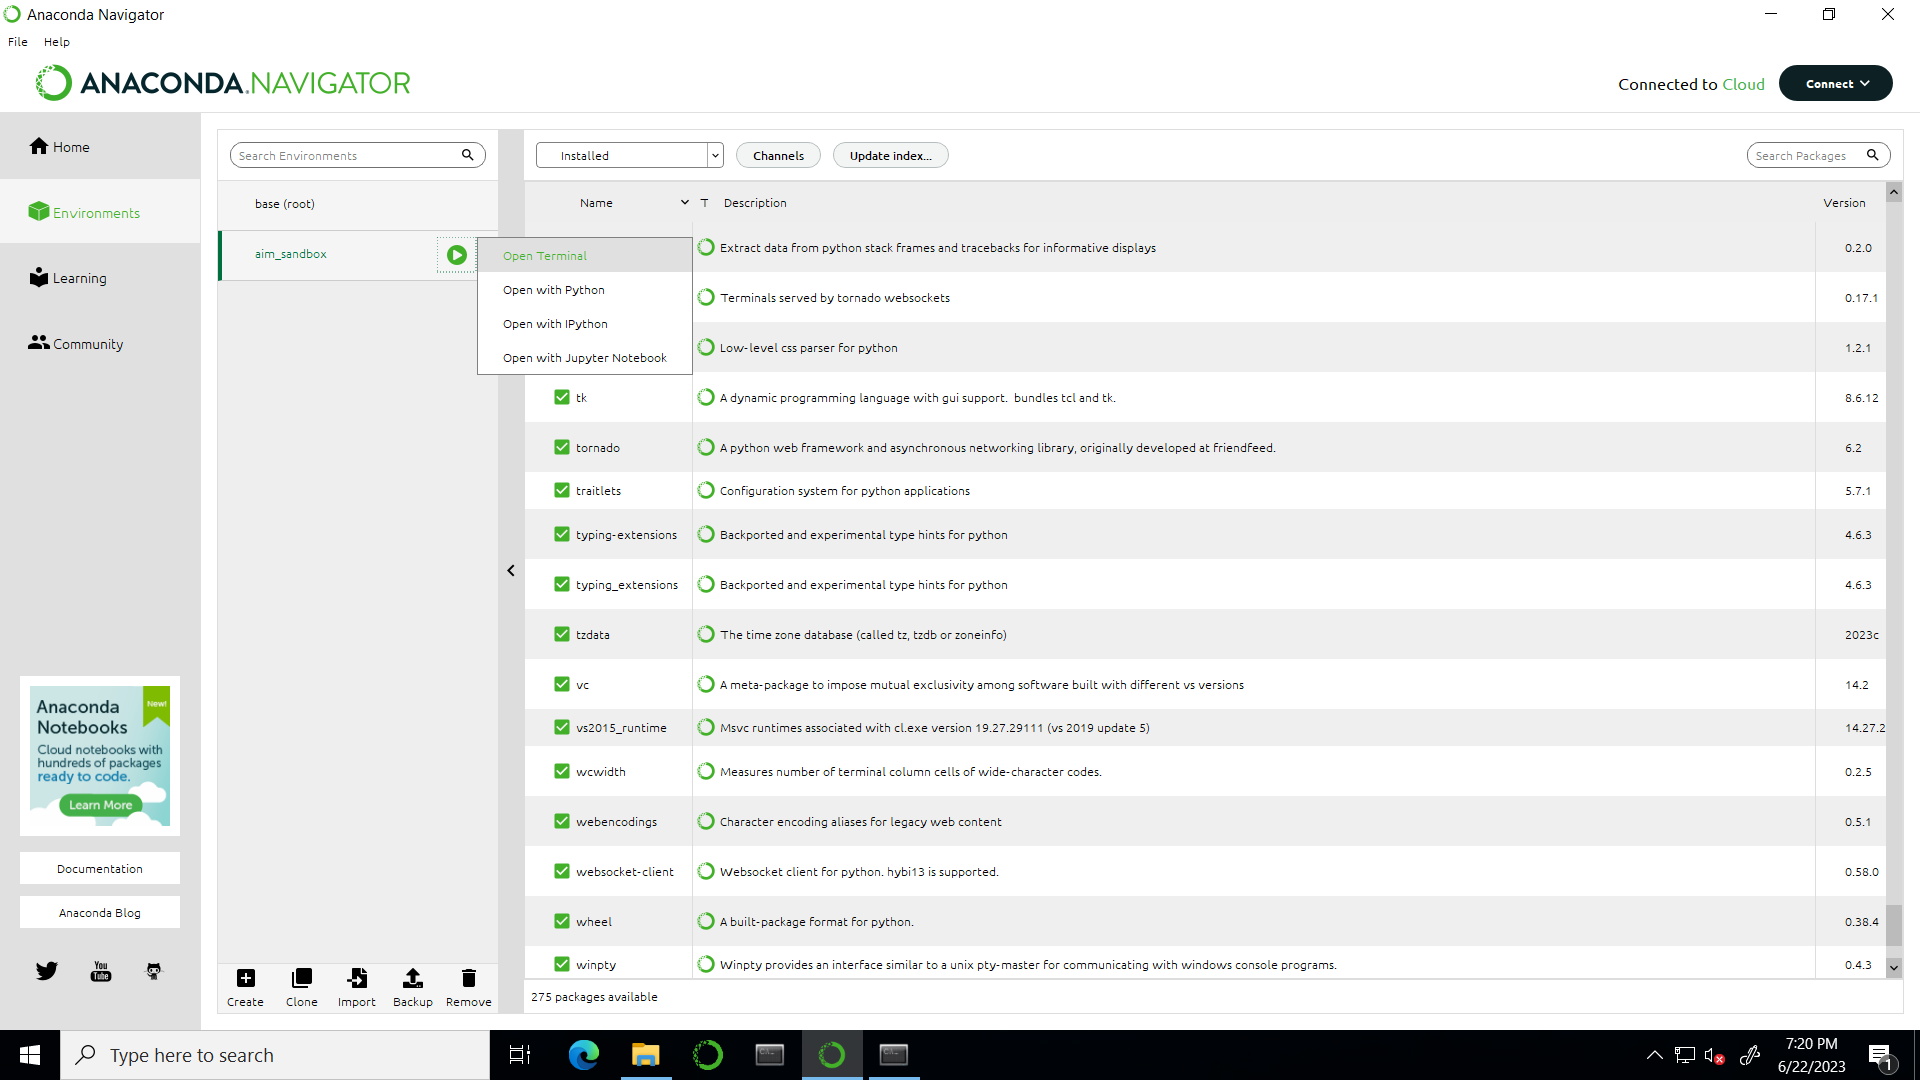 Anaconda Navigator
File Help
ANACONDA.NAVIGATOR
Connected to Cloud
Connect
Home
Environments
Learning
Community
Anaconda
Notebooks
New!
Cloud notebooks with
hundreds of packages
ready to code.
Learn More
Documentation
Anaconda Blog
You
Tube
Search Environments
base (root)
aim_sandbox
Open Terminal
Open with Python
Open with IPython
Open with Jupyter Notebook
Create Clone Import Backup Remove
Installed Channels Update index... Search Packages
Name T Description Version
Extract data from python stack frames and tracebacks for informative displays 0.2.0
Terminals served by tornado websockets 0.17.1
Low-level css parser for python 1.2.1
tk A dynamic programming language with gui support. bundles tcl and tk. 8.6.12
tornado A python web framework and asynchronous networking library, originally developed at friendfeed. 6.2
traitlets Configuration system for python applications 5.7.1
typing-extensions Backported and experimental type hints for python 4.6.3
typing_extensions Backported and experimental type hints for python 4.6.3
tzdata The time zone database (called tz, tzdb or zoneinfo) 2023c
vc A meta-package to impose mutual exclusivity among software built with different vs versions 14.2
vs2015_runtime Msvc runtimes associated with cl.exe version 19.27.29111 (vs 2019 update 5) 14.27.2
wcwidth Measures number of terminal column cells of wide-character codes. 0.2.5
webencodings Character encoding aliases for legacy web content 0.5.1
websocket-client Websocket client for python. hybi13 is supported. 0.58.0
wheel A built-package format for python. 0.38.4
winpty Winpty provides an interface similar to a unix pty-master for communicating with windows console programs. 0.4.3
275 packages available
Type here to search
7:20 PM
6/22/2023
1